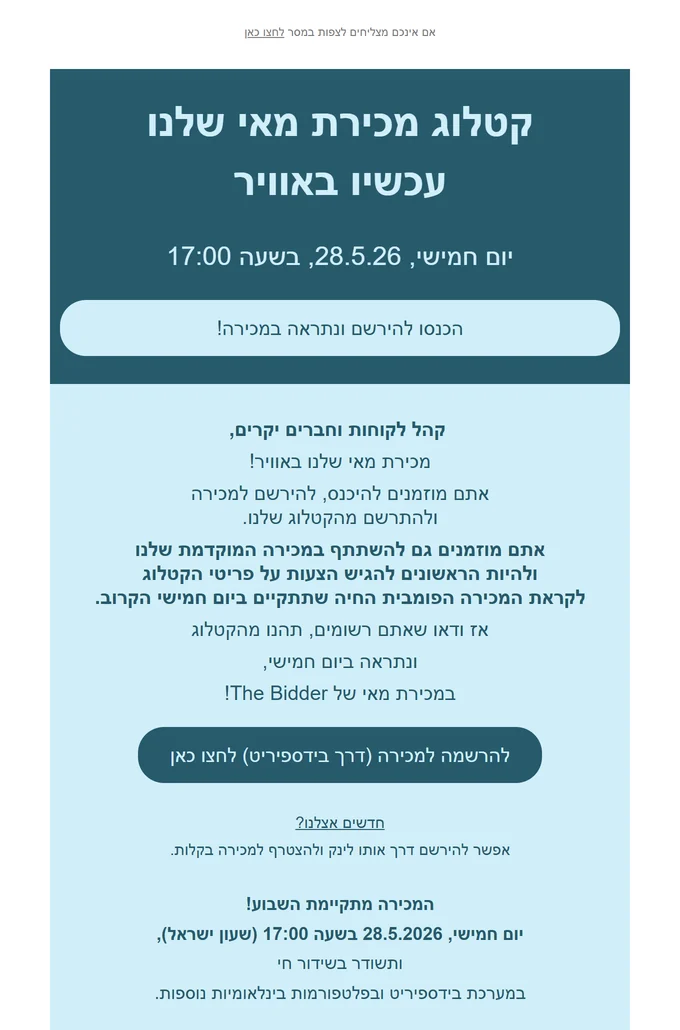 אם אינכם מצליחים לצפות במסר לחצו כאן
קטלוג מכירת מאי שלנו
עכשיו באוויר
יום חמישי, 28.5.26, בשעה 17:00
הכנסו להירשם ונתראה במכירה!
קהל לקוחות וחברים יקרים,
מכירת מאי שלנו באוויר!
אתם מוזמנים להיכנס, להירשם למכירה
ולהתרשם מהקטלוג שלנו.
אתם מוזמנים גם להשתתף במכירה המוקדמת שלנו
ולהיות הראשונים להגיש הצעות על פריטי הקטלוג
לקראת המכירה הפומבית החיה שתתקיים ביום חמישי הקרוב.
אז ודאו שאתם רשומים, תהנו מהקטלוג
ונתראה ביום חמישי,
במכירת מאי של The Bidder!
להרשמה למכירה (דרך בידספיריט) לחצו כאן
חדשים אצלנו?
אפשר להירשם דרך אותו לינק ולהצטרף למכירה בקלות.
המכירה מתקיימת השבוע!
יום חמישי, 28.5.2026 בשעה 17:00 (שעון ישראל),
ותשודר בשידור חי
במערכת בידספיריט ובפלטפורמות בינלאומיות נוספות.